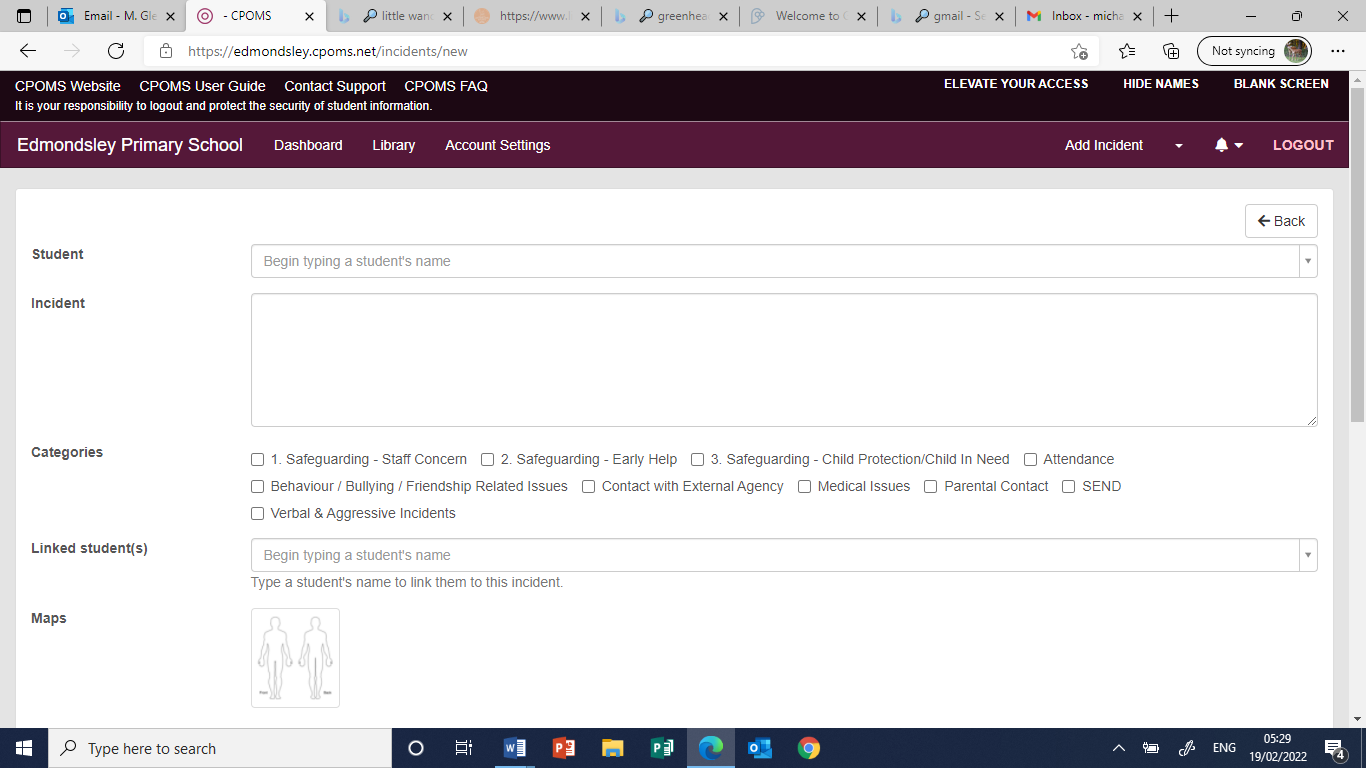 Email - M. Gle
- CPOMS
little wan
https://www.
greenhea
Welcome to
gmail - Se
Inbox - micha
https://edmondsley.cpoms.net/incidents/new
Not syncing
CPOMS Website CPOMS User Guide Contact Support CPOMS FAQ
ELEVATE YOUR ACCESS HIDE NAMES BLANK SCREEN
It is your responsibility to logout and protect the security of student information.
Edmondsley Primary School Dashboard Library Account Settings Add Incident LOGOUT
Back
Student
Begin typing a student's name
Incident
Categories
1. Safeguarding - Staff Concern 2. Safeguarding - Early Help 3. Safeguarding - Child Protection/Child In Need Attendance
Behaviour / Bullying / Friendship Related Issues Contact with External Agency Medical Issues Parental Contact SEND
Verbal & Aggressive Incidents
Linked student(s)
Begin typing a student's name
Type a student's name to link them to this incident.
Maps
Front Back
Type here to search
ENG
05:29
19/02/2022
4